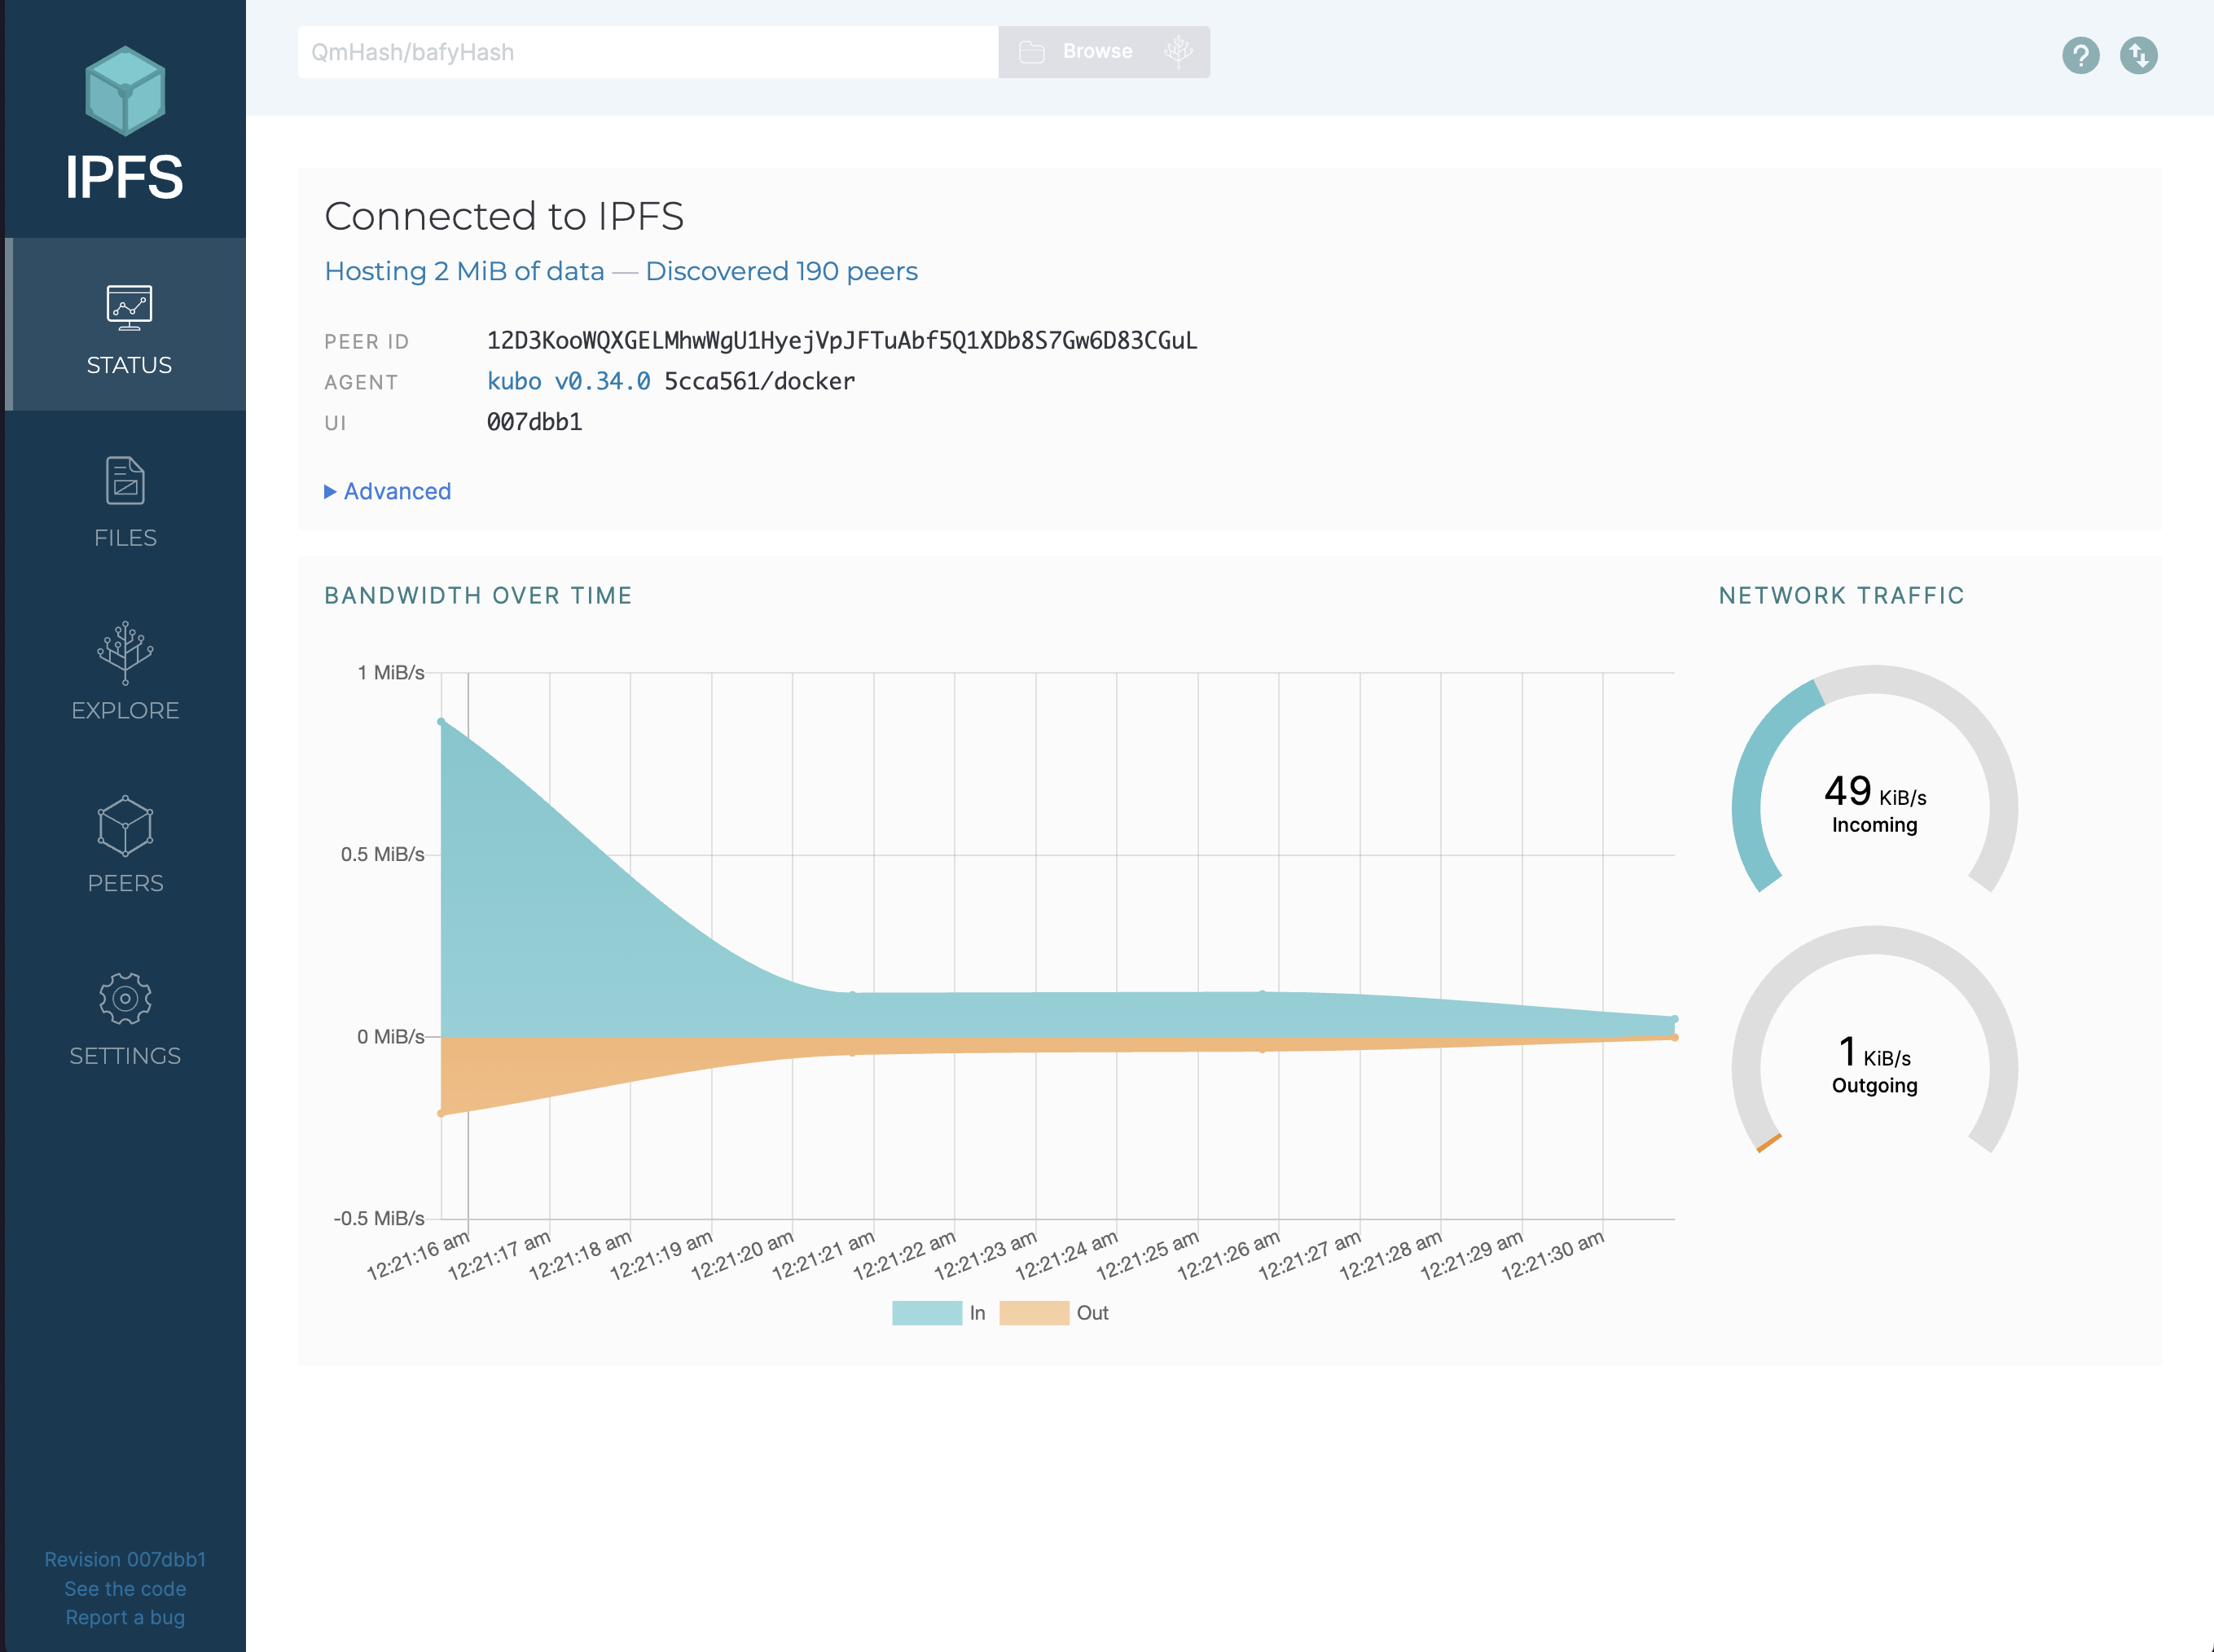 IPFS
STATUS
FILES
EXPLORE
PEERS
SETTINGS
Revision 007dbb1
See the code
Report a bug
QmHash/bafyHash
Browse
?
Connected to IPFS
Hosting 2 MiB of data — Discovered 190 peers
PEER ID 12D3KooWQXGELMhwWgU1HyejVpJFTuAbf5Q1XDb8S7Gw6D83CGuL
AGENT kubo v0.34.0 5cca561/docker
UI 007dbb1
▶ Advanced
BANDWIDTH OVER TIME
1 MiB/s
0.5 MiB/s
0 MiB/s
-0.5 MiB/s
12:21:16 am
12:21:17 am
12:21:18 am
12:21:19 am
12:21:20 am
12:21:21 am
12:21:22 am
12:21:23 am
12:21:24 am
12:21:25 am
12:21:26 am
12:21:27 am
12:21:28 am
12:21:29 am
12:21:30 am
In Out
NETWORK TRAFFIC
49 KiB/s
Incoming
1 KiB/s
Outgoing